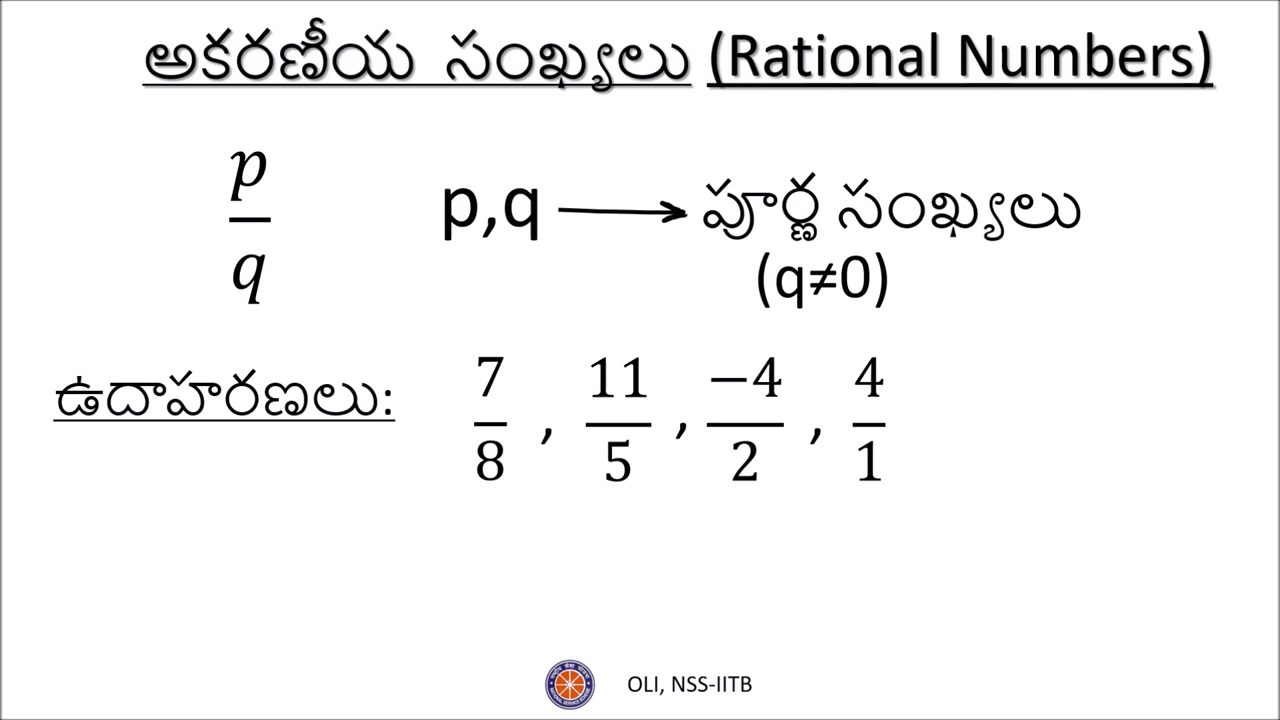 అకరణీయ సంఖ్యలు (Rational Numbers)
p/q p,q → పూర్ణ సంఖ్యలు
(q≠0)
ఉదాహరణలు: 7/8 , 11/5 , −4/2 , 4/1
OLI, NSS-IITB